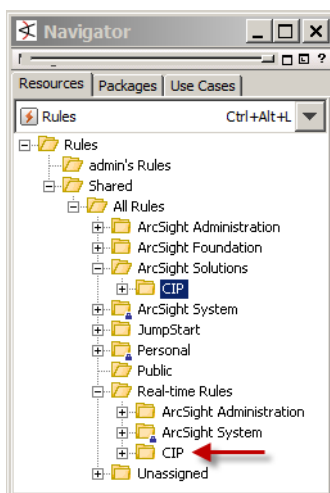 Navigator
?
Resources Packages Use Cases
Rules Ctrl+Alt+L
Rules
admin's Rules
Shared
All Rules
ArcSight Administration
ArcSight Foundation
ArcSight Solutions
CIP
ArcSight System
JumpStart
Personal
Public
Real-time Rules
ArcSight Administration
ArcSight System
CIP
Unassigned